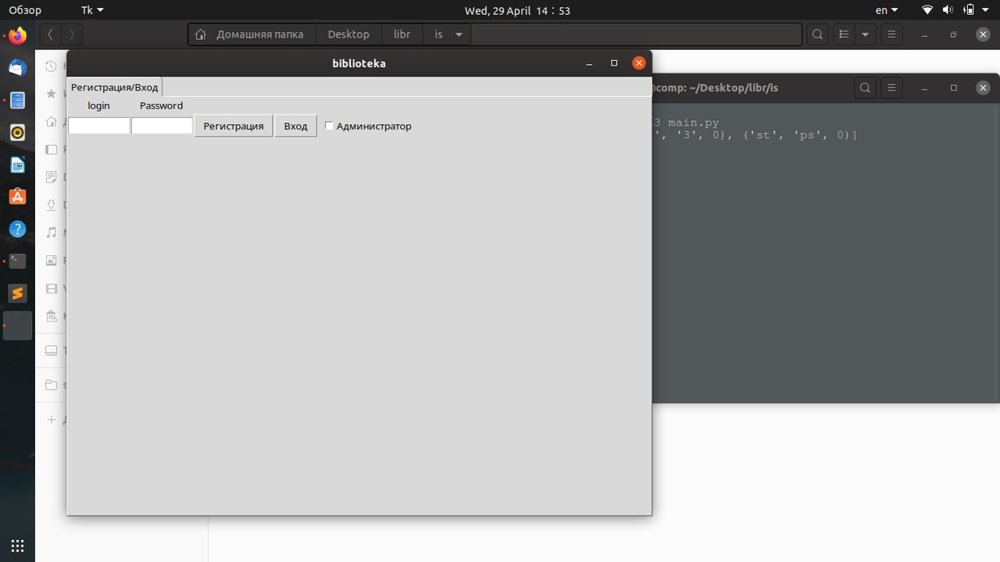 Обзор
Tk
Wed, 29 April 14:53
en
Домашняя папка
Desktop
libr
is
biblioteka
comp: ~/Desktop/libr/is
Регистрация/Вход
login
Password
Регистрация
Вход
Администратор
3 main.py
', '3', 0), ('st', 'ps', 0)]